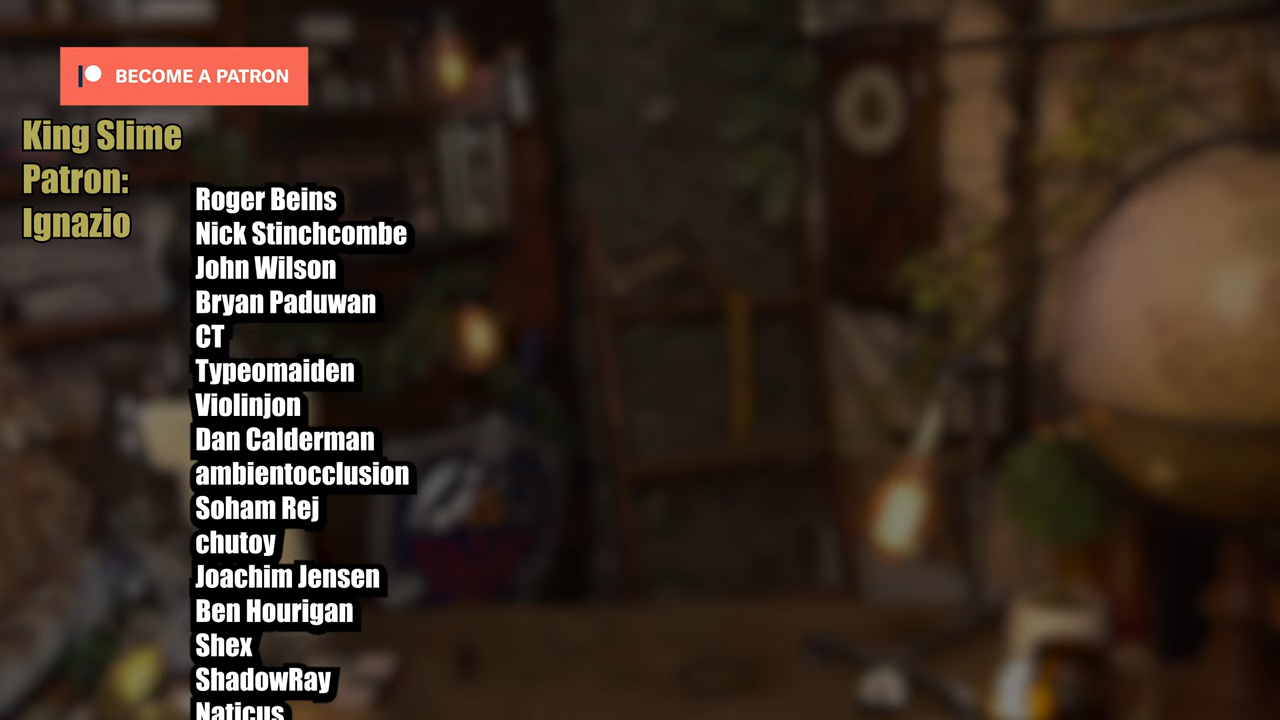 BECOME A PATRON
King Slime
Patron:
Ignazio
Roger Beins
Nick Stinchcombe
John Wilson
Bryan Paduwan
CT
Typeomaiden
Violinjon
Dan Calderman
ambientocclusion
Soham Rej
chutoy
Joachim Jensen
Ben Hourigan
Shex
ShadowRay
Naticus